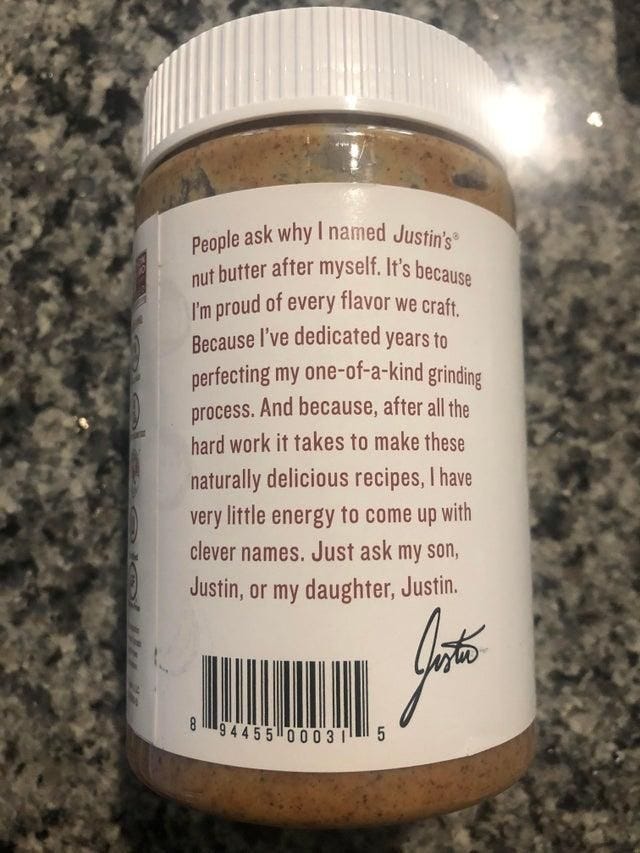 People ask why I named Justin's®
nut butter after myself. It's because
I'm proud of every flavor we craft.
Because I've dedicated years to
perfecting my one-of-a-kind grinding
process. And because, after all the
hard work it takes to make these
naturally delicious recipes, I have
very little energy to come up with
clever names. Just ask my son,
Justin, or my daughter, Justin.
Justin
8 94455 00031 5